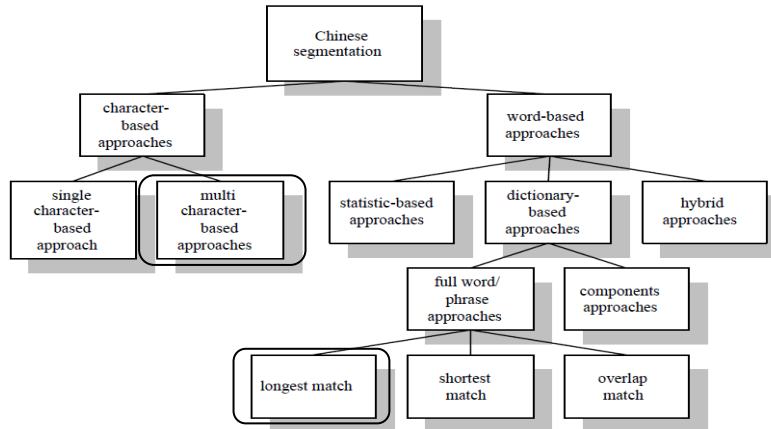 Chinese
segmentation
character-
based
approaches
word-based
approaches
single
character-
based
approach
multi
character-
based
approaches
statistic-based
approaches
dictionary-
based
approaches
hybrid
approaches
full word/
phrase
approaches
components
approaches
longest match
shortest
match
overlap
match